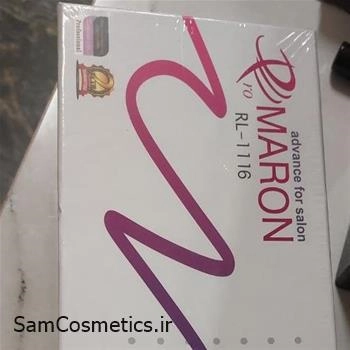 Pro
MARON
advance for salon
RL-1116
Professional
SamCosmetics.ir